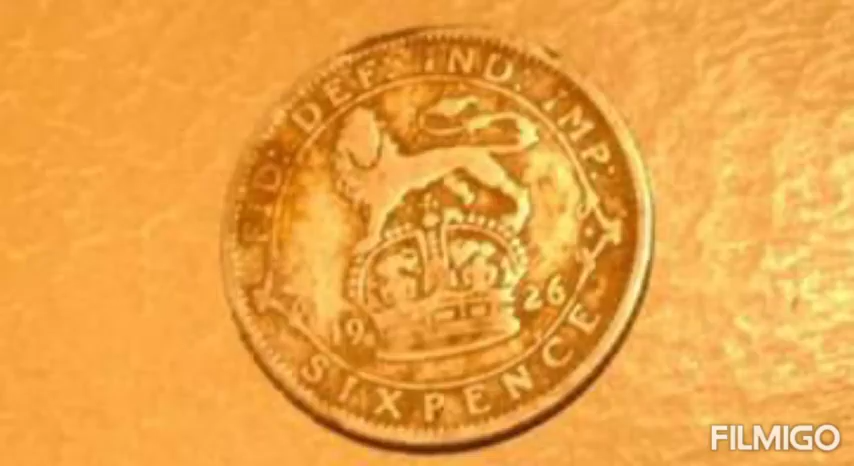 FID: DEF: IND: IMP:
19 26
SIXPENCE
FILMIGO